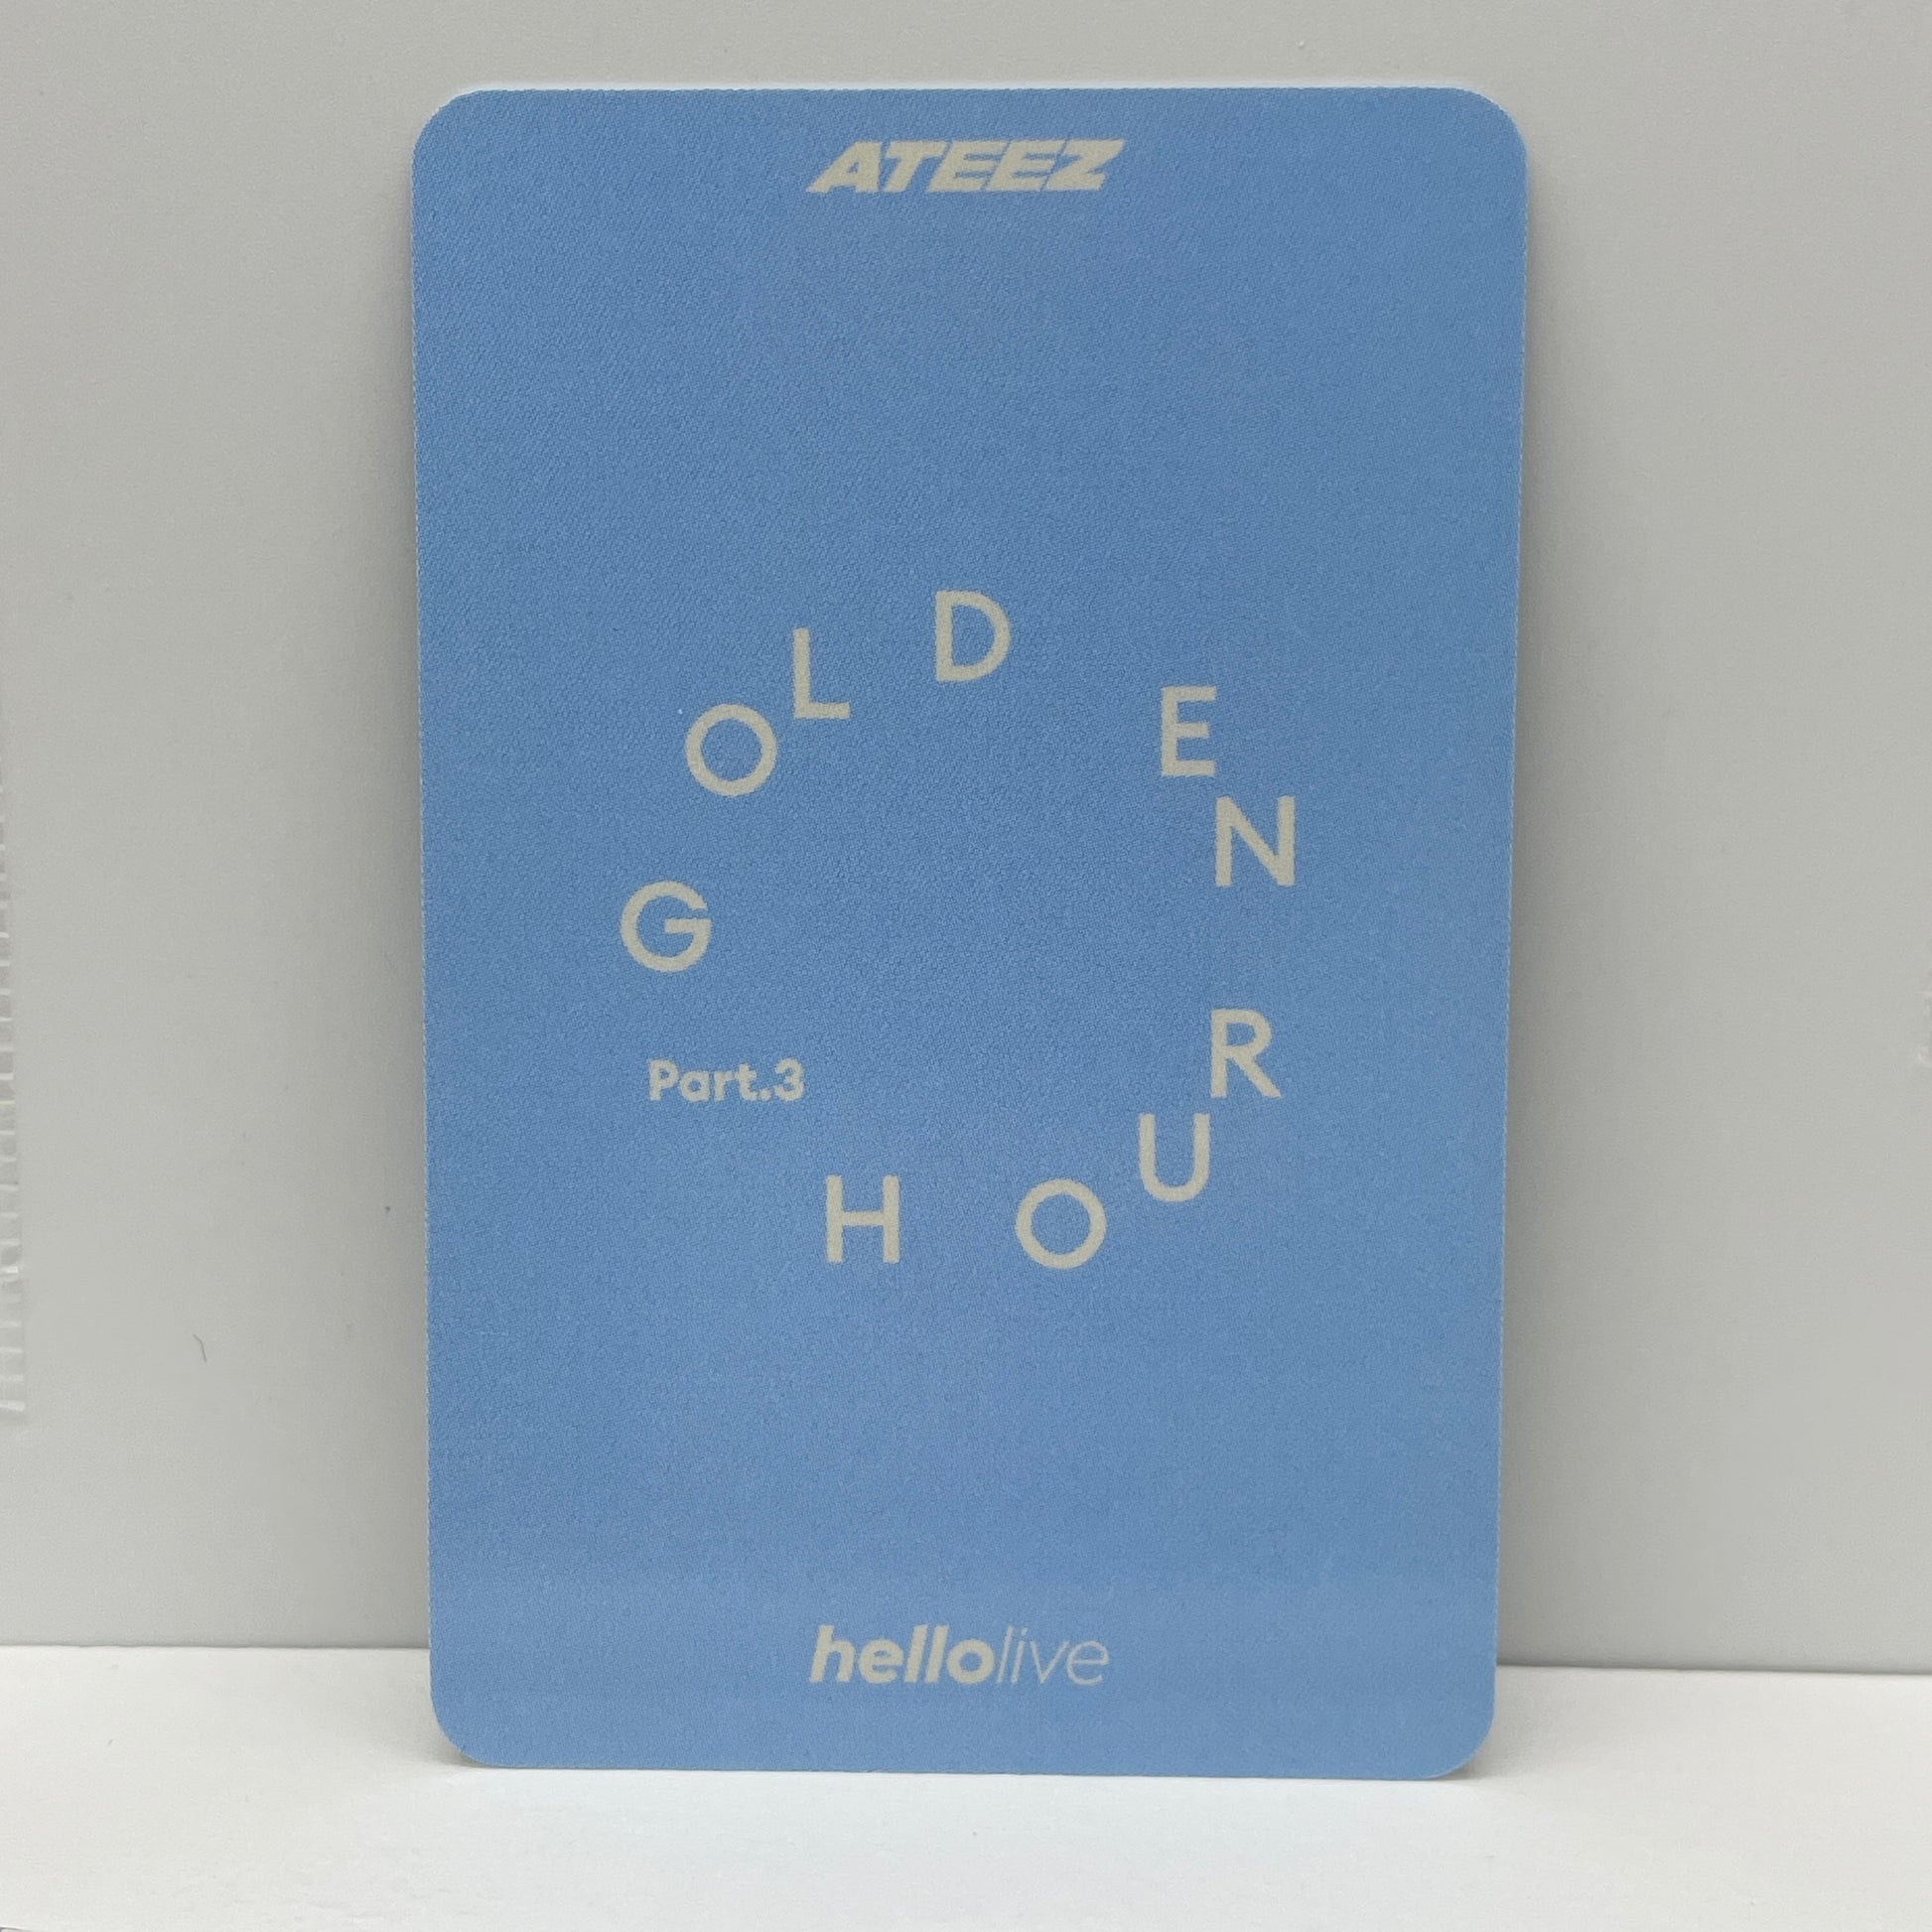 ATEEZ
GOLDEN
HOUR
Part.3
hellolive